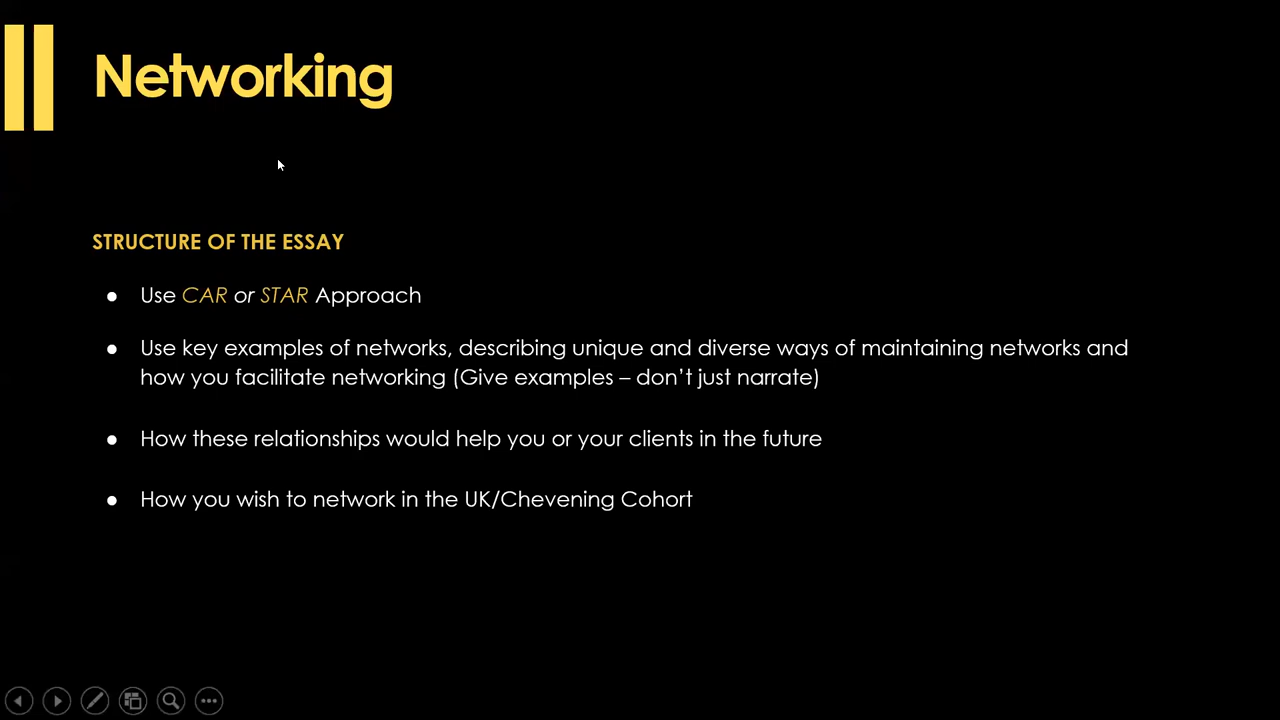 Networking
STRUCTURE OF THE ESSAY
● Use CAR or STAR Approach
● Use key examples of networks, describing unique and diverse ways of maintaining networks and
how you facilitate networking (Give examples – don’t just narrate)
● How these relationships would help you or your clients in the future
● How you wish to network in the UK/Chevening Cohort